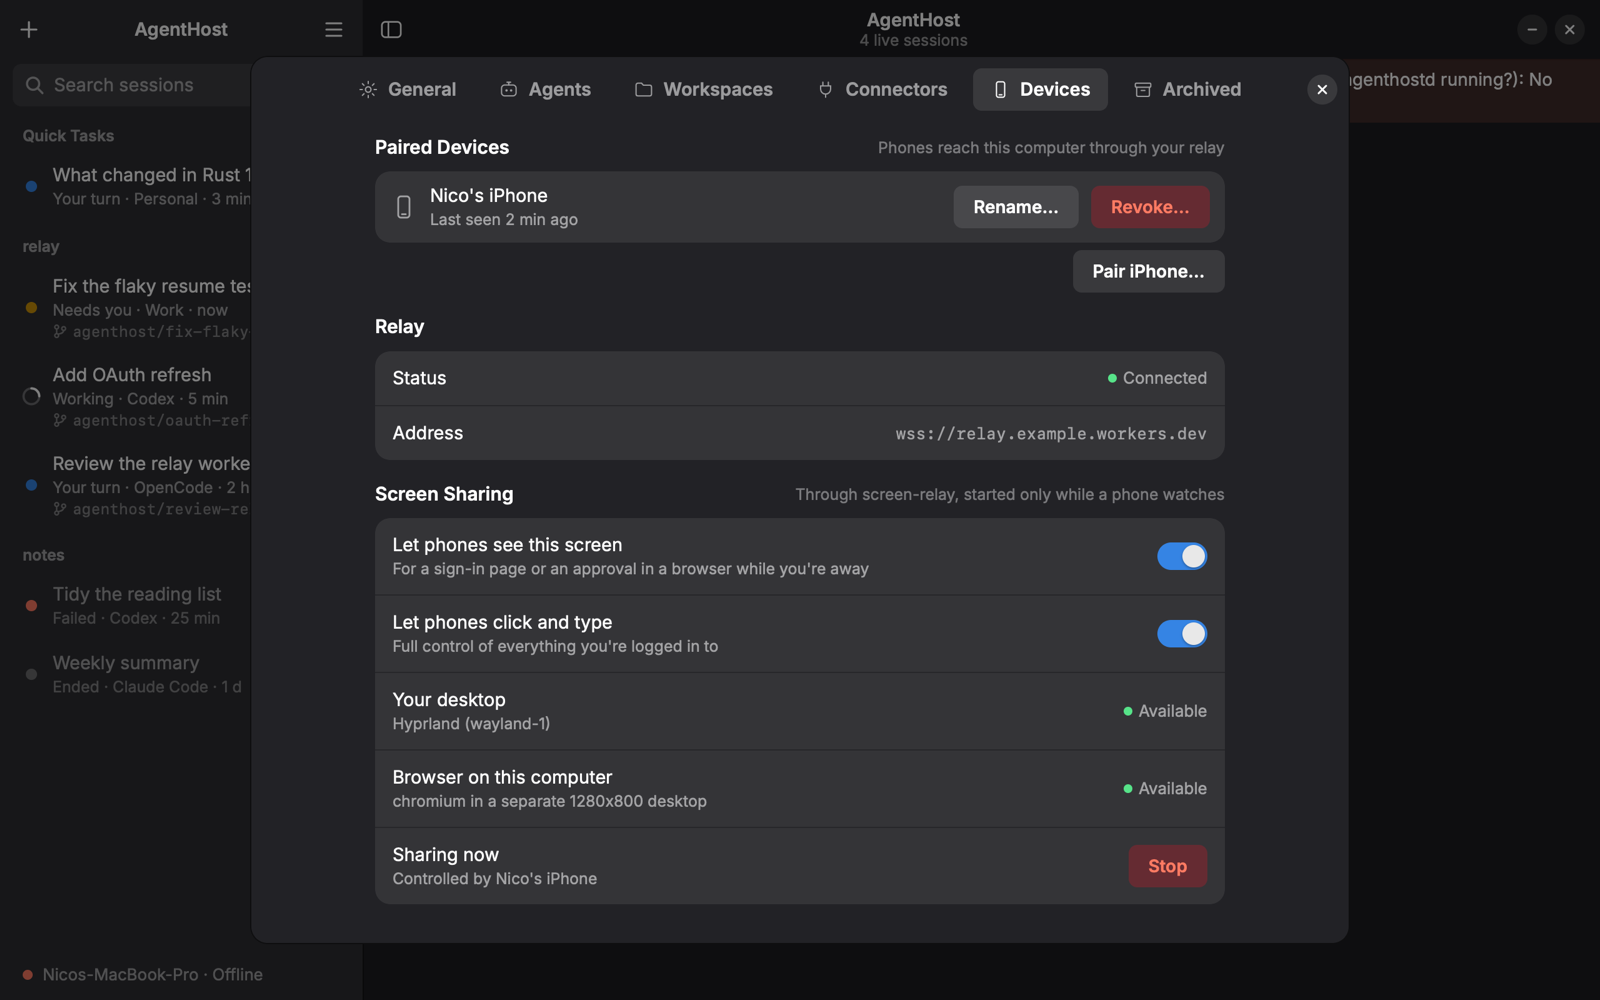 AgentHost
AgentHost
4 live sessions
Search sessions
agenthostd running?): No
General
Agents
Workspaces
Connectors
Devices
Archived
Quick Tasks
What changed in Rust 1
Your turn · Personal · 3 min
relay
Fix the flaky resume tes
Needs you · Work · now
agenthost/fix-flaky-
Add OAuth refresh
Working · Codex · 5 min
agenthost/oauth-ref
Review the relay worke
Your turn · OpenCode · 2 h
agenthost/review-re
notes
Tidy the reading list
Failed · Codex · 25 min
Weekly summary
Ended · Claude Code · 1 d
Nicos-MacBook-Pro · Offline
Paired Devices
Phones reach this computer through your relay
Nico's iPhone
Last seen 2 min ago
Rename...
Revoke...
Pair iPhone...
Relay
Status
Connected
Address
wss://relay.example.workers.dev
Screen Sharing
Through screen-relay, started only while a phone watches
Let phones see this screen
For a sign-in page or an approval in a browser while you're away
Let phones click and type
Full control of everything you're logged in to
Your desktop
Hyprland (wayland-1)
Available
Browser on this computer
chromium in a separate 1280x800 desktop
Available
Sharing now
Controlled by Nico's iPhone
Stop